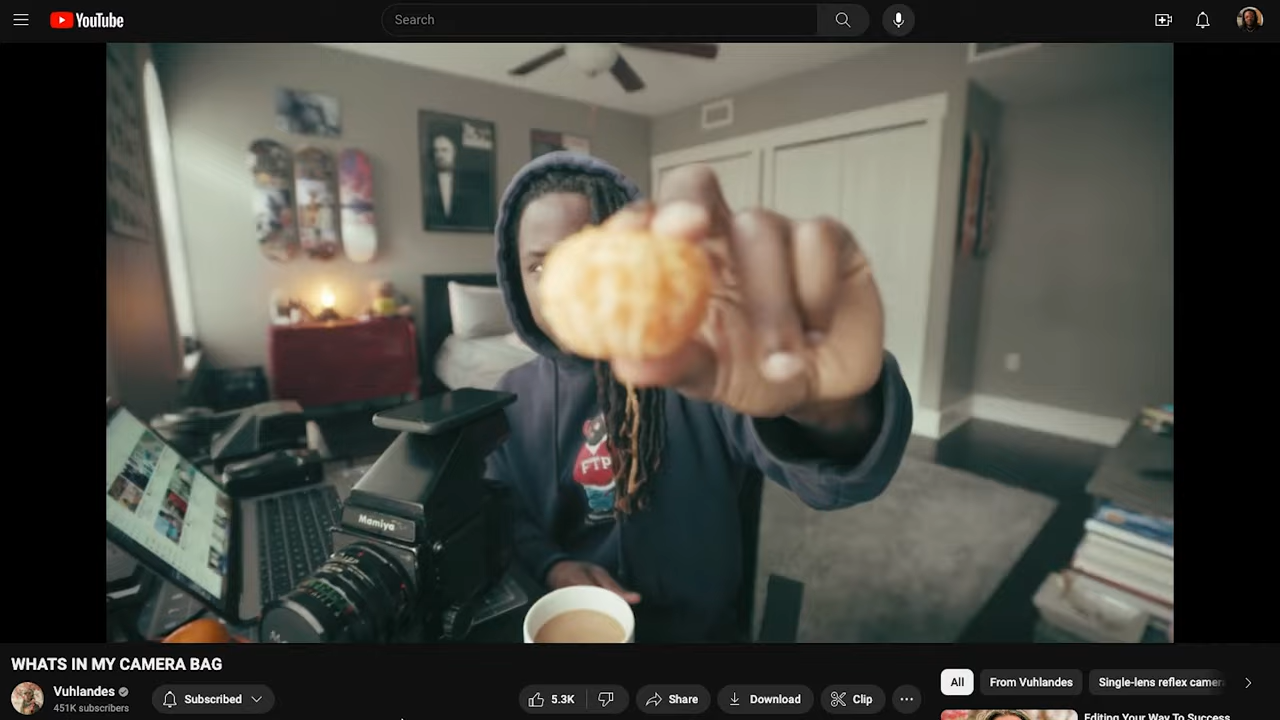 YouTube
Search
Mamiya
FTP
WHATS IN MY CAMERA BAG
Vuhlandes
451K subscribers
Subscribed
5.3K
Share
Download
Clip
All
From Vuhlandes
Single-lens reflex camer
Editing Your Way To Success